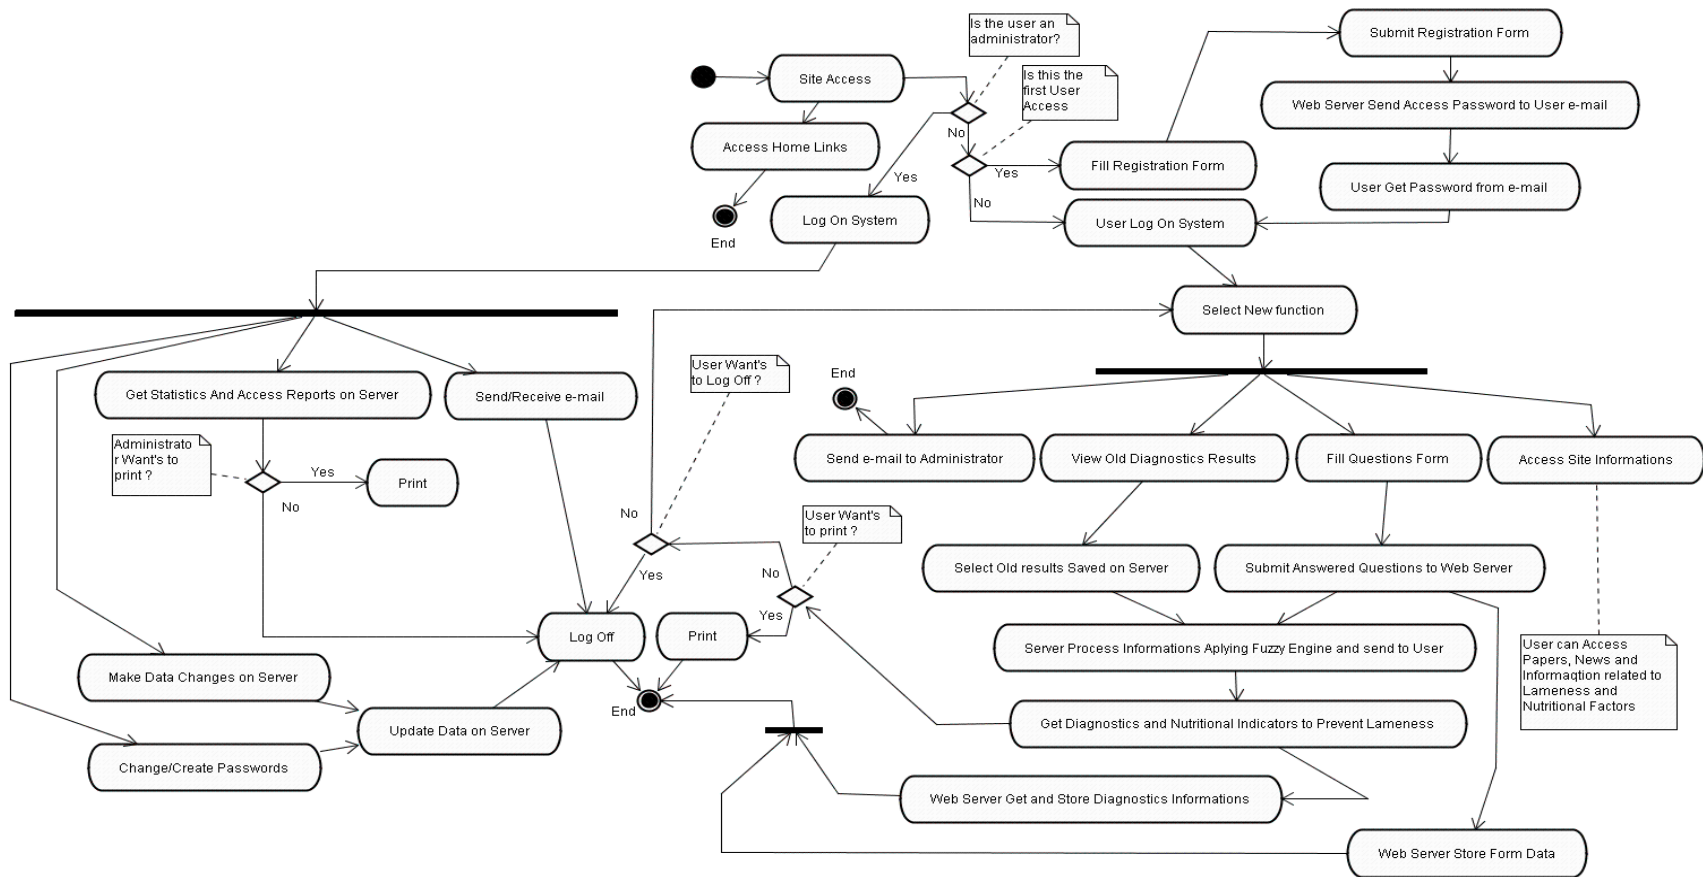 Is the user an
administrator?
Submit Registration Form
Site Access
Is this the
first User
Access
Web Server Send Access Password to User e-mail
No
Access Home Links
Fill Registration Form
Yes
Yes
User Get Password from e-mail
No
Log On System
User Log On System
End
Select New function
User Want's
to Log Off ?
End
Get Statistics And Access Reports on Server
Send/Receive e-mail
Administrato
r Want's to
print ?
Send e-mail to Administrator
View Old Diagnostics Results
Fill Questions Form
Access Site Informations
Yes
Print
No
No
User Want's
to print ?
Yes
No
Select Old results Saved on Server
Submit Answered Questions to Web Server
Yes
Log Off
Print
Server Process Informations Aplying Fuzzy Engine and send to User
User can Access
Papers, News and
Informaqtion related to
Lameness and
Nutritional Factors
Make Data Changes on Server
End
Get Diagnostics and Nutritional Indicators to Prevent Lameness
Update Data on Server
Change/Create Passwords
Web Server Get and Store Diagnostics Informations
Web Server Store Form Data